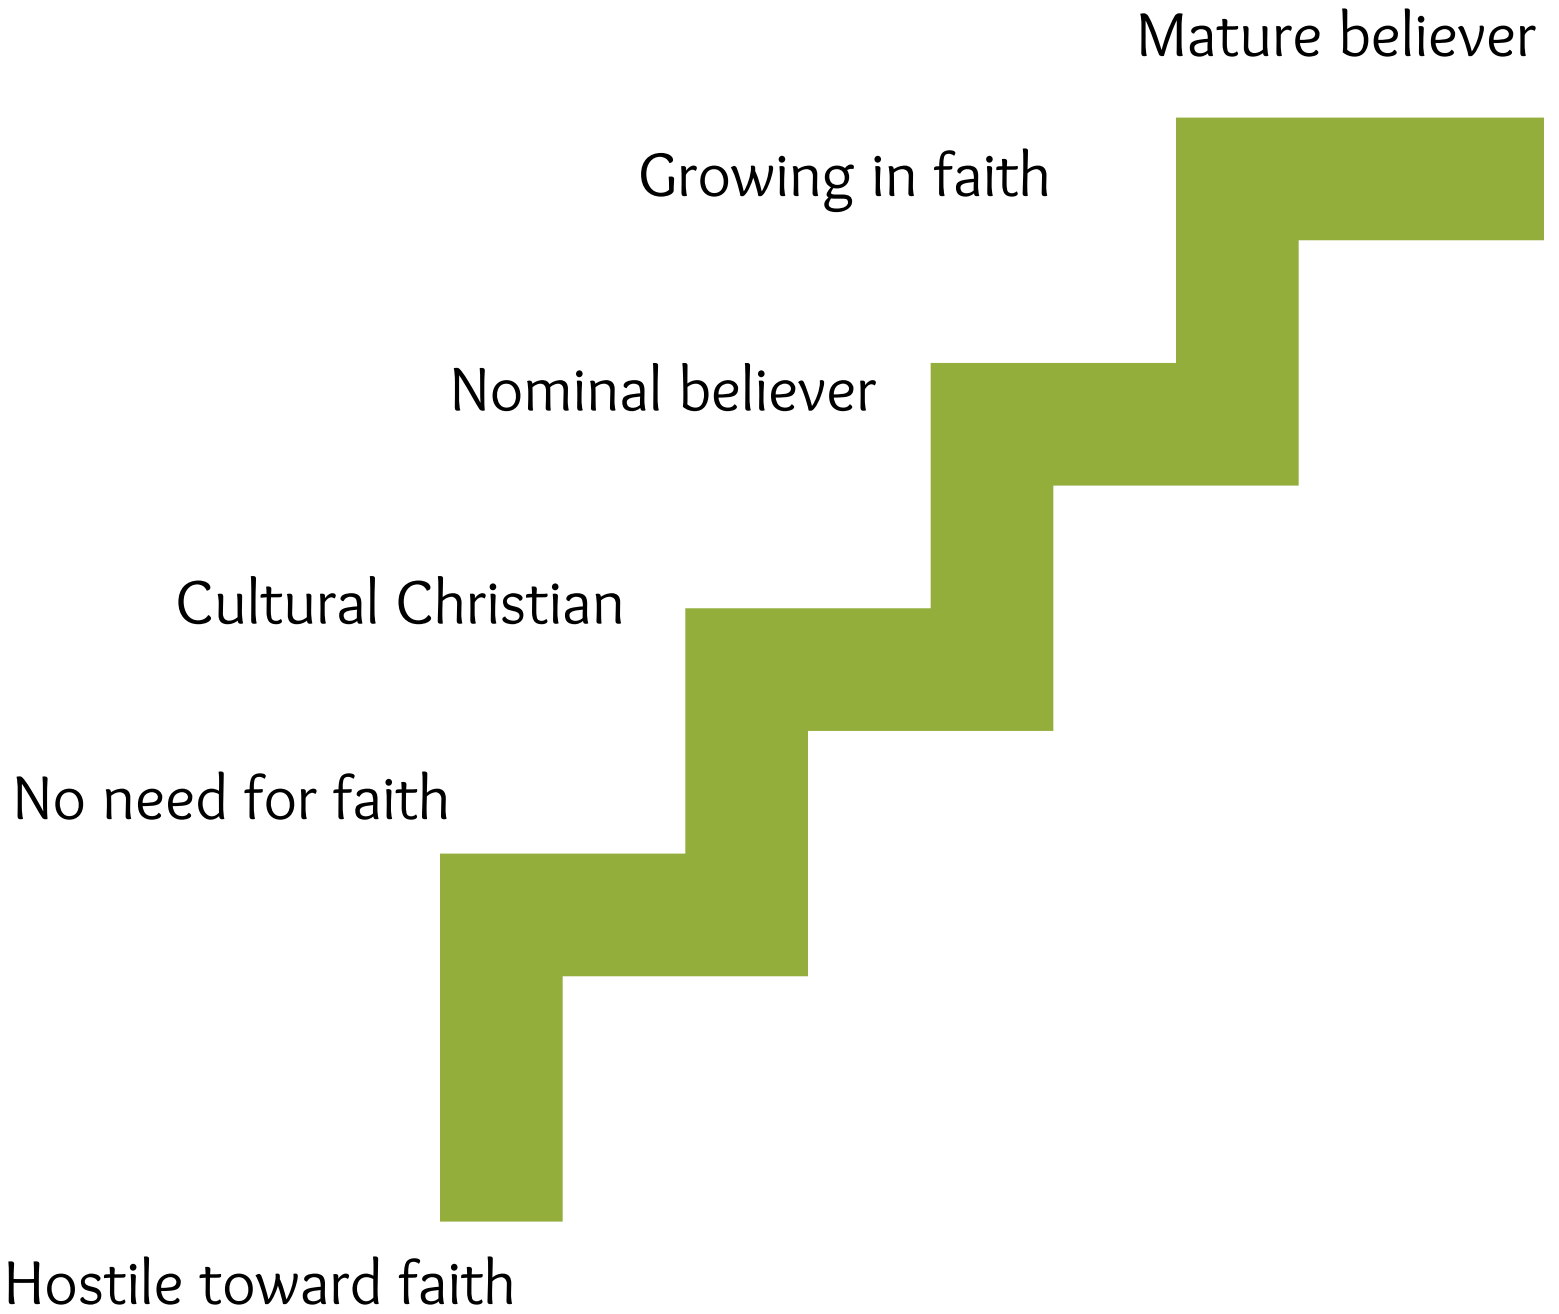 Mature believer
Growing in faith
Nominal believer
Cultural Christian
No need for faith
Hostile toward faith